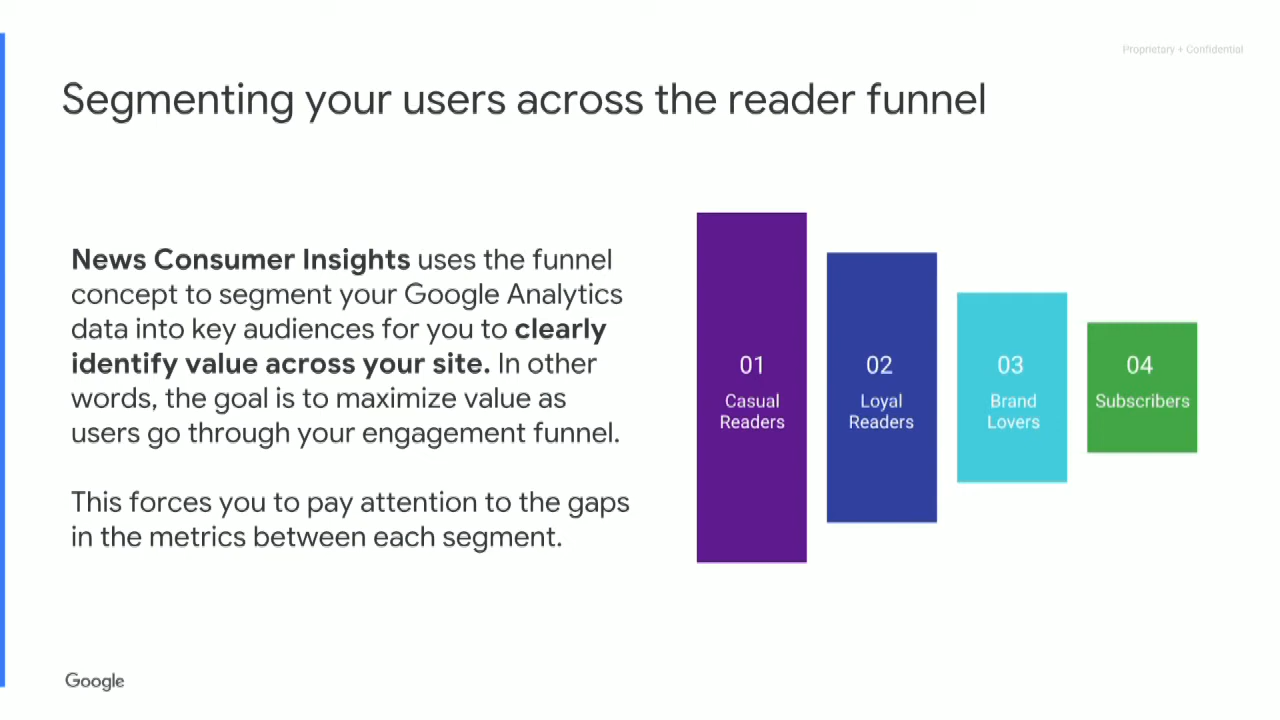 Proprietary + Confidential
Segmenting your users across the reader funnel
News Consumer Insights uses the funnel
concept to segment your Google Analytics
data into key audiences for you to clearly
identify value across your site. In other
words, the goal is to maximize value as
users go through your engagement funnel.
This forces you to pay attention to the gaps
in the metrics between each segment.
01
Casual
Readers
02
Loyal
Readers
03
Brand
Lovers
04
Subscribers
Google